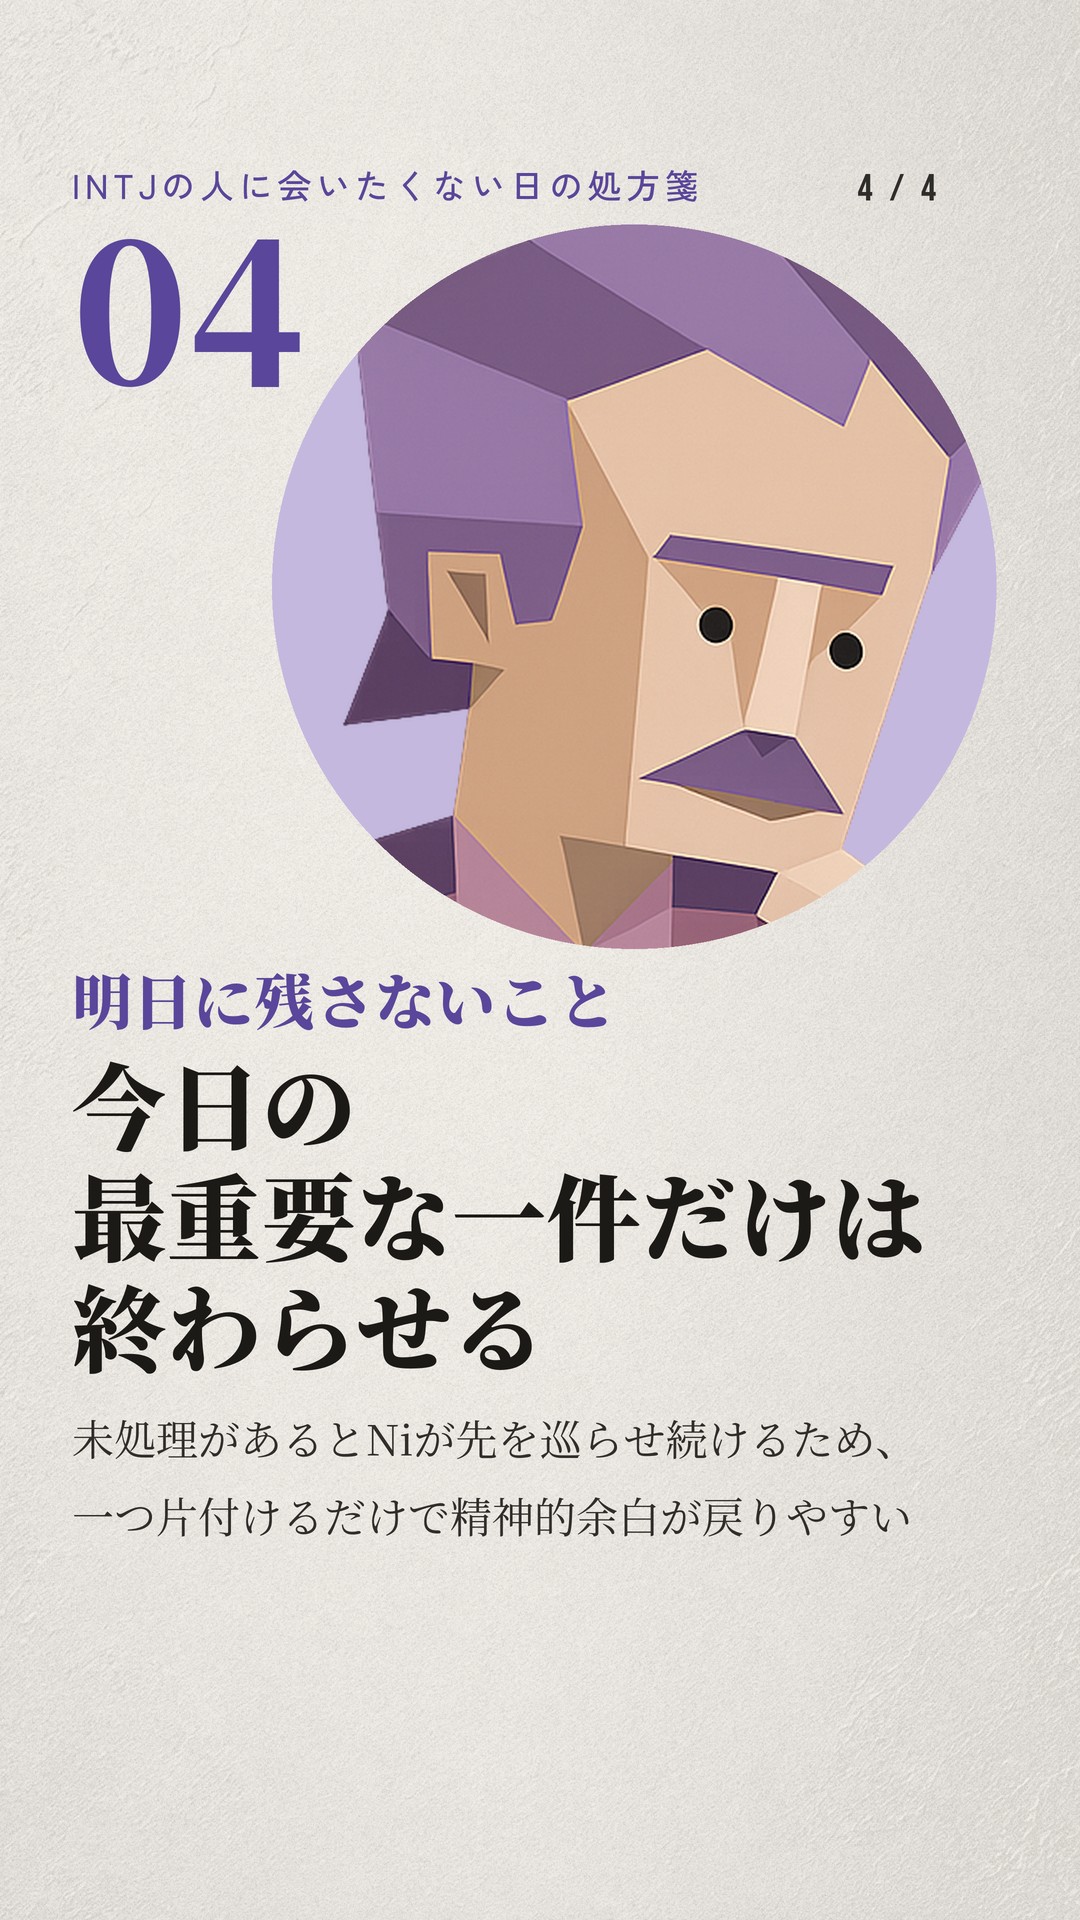 INTJの人に会いたくない日の処方箋
4 / 4
04
明日に残さないこと
今日の
最重要な一件だけは
終わらせる
未処理があるとNiが先を巡らせ続けるため、
一つ片付けるだけで精神的余白が戻りやすい